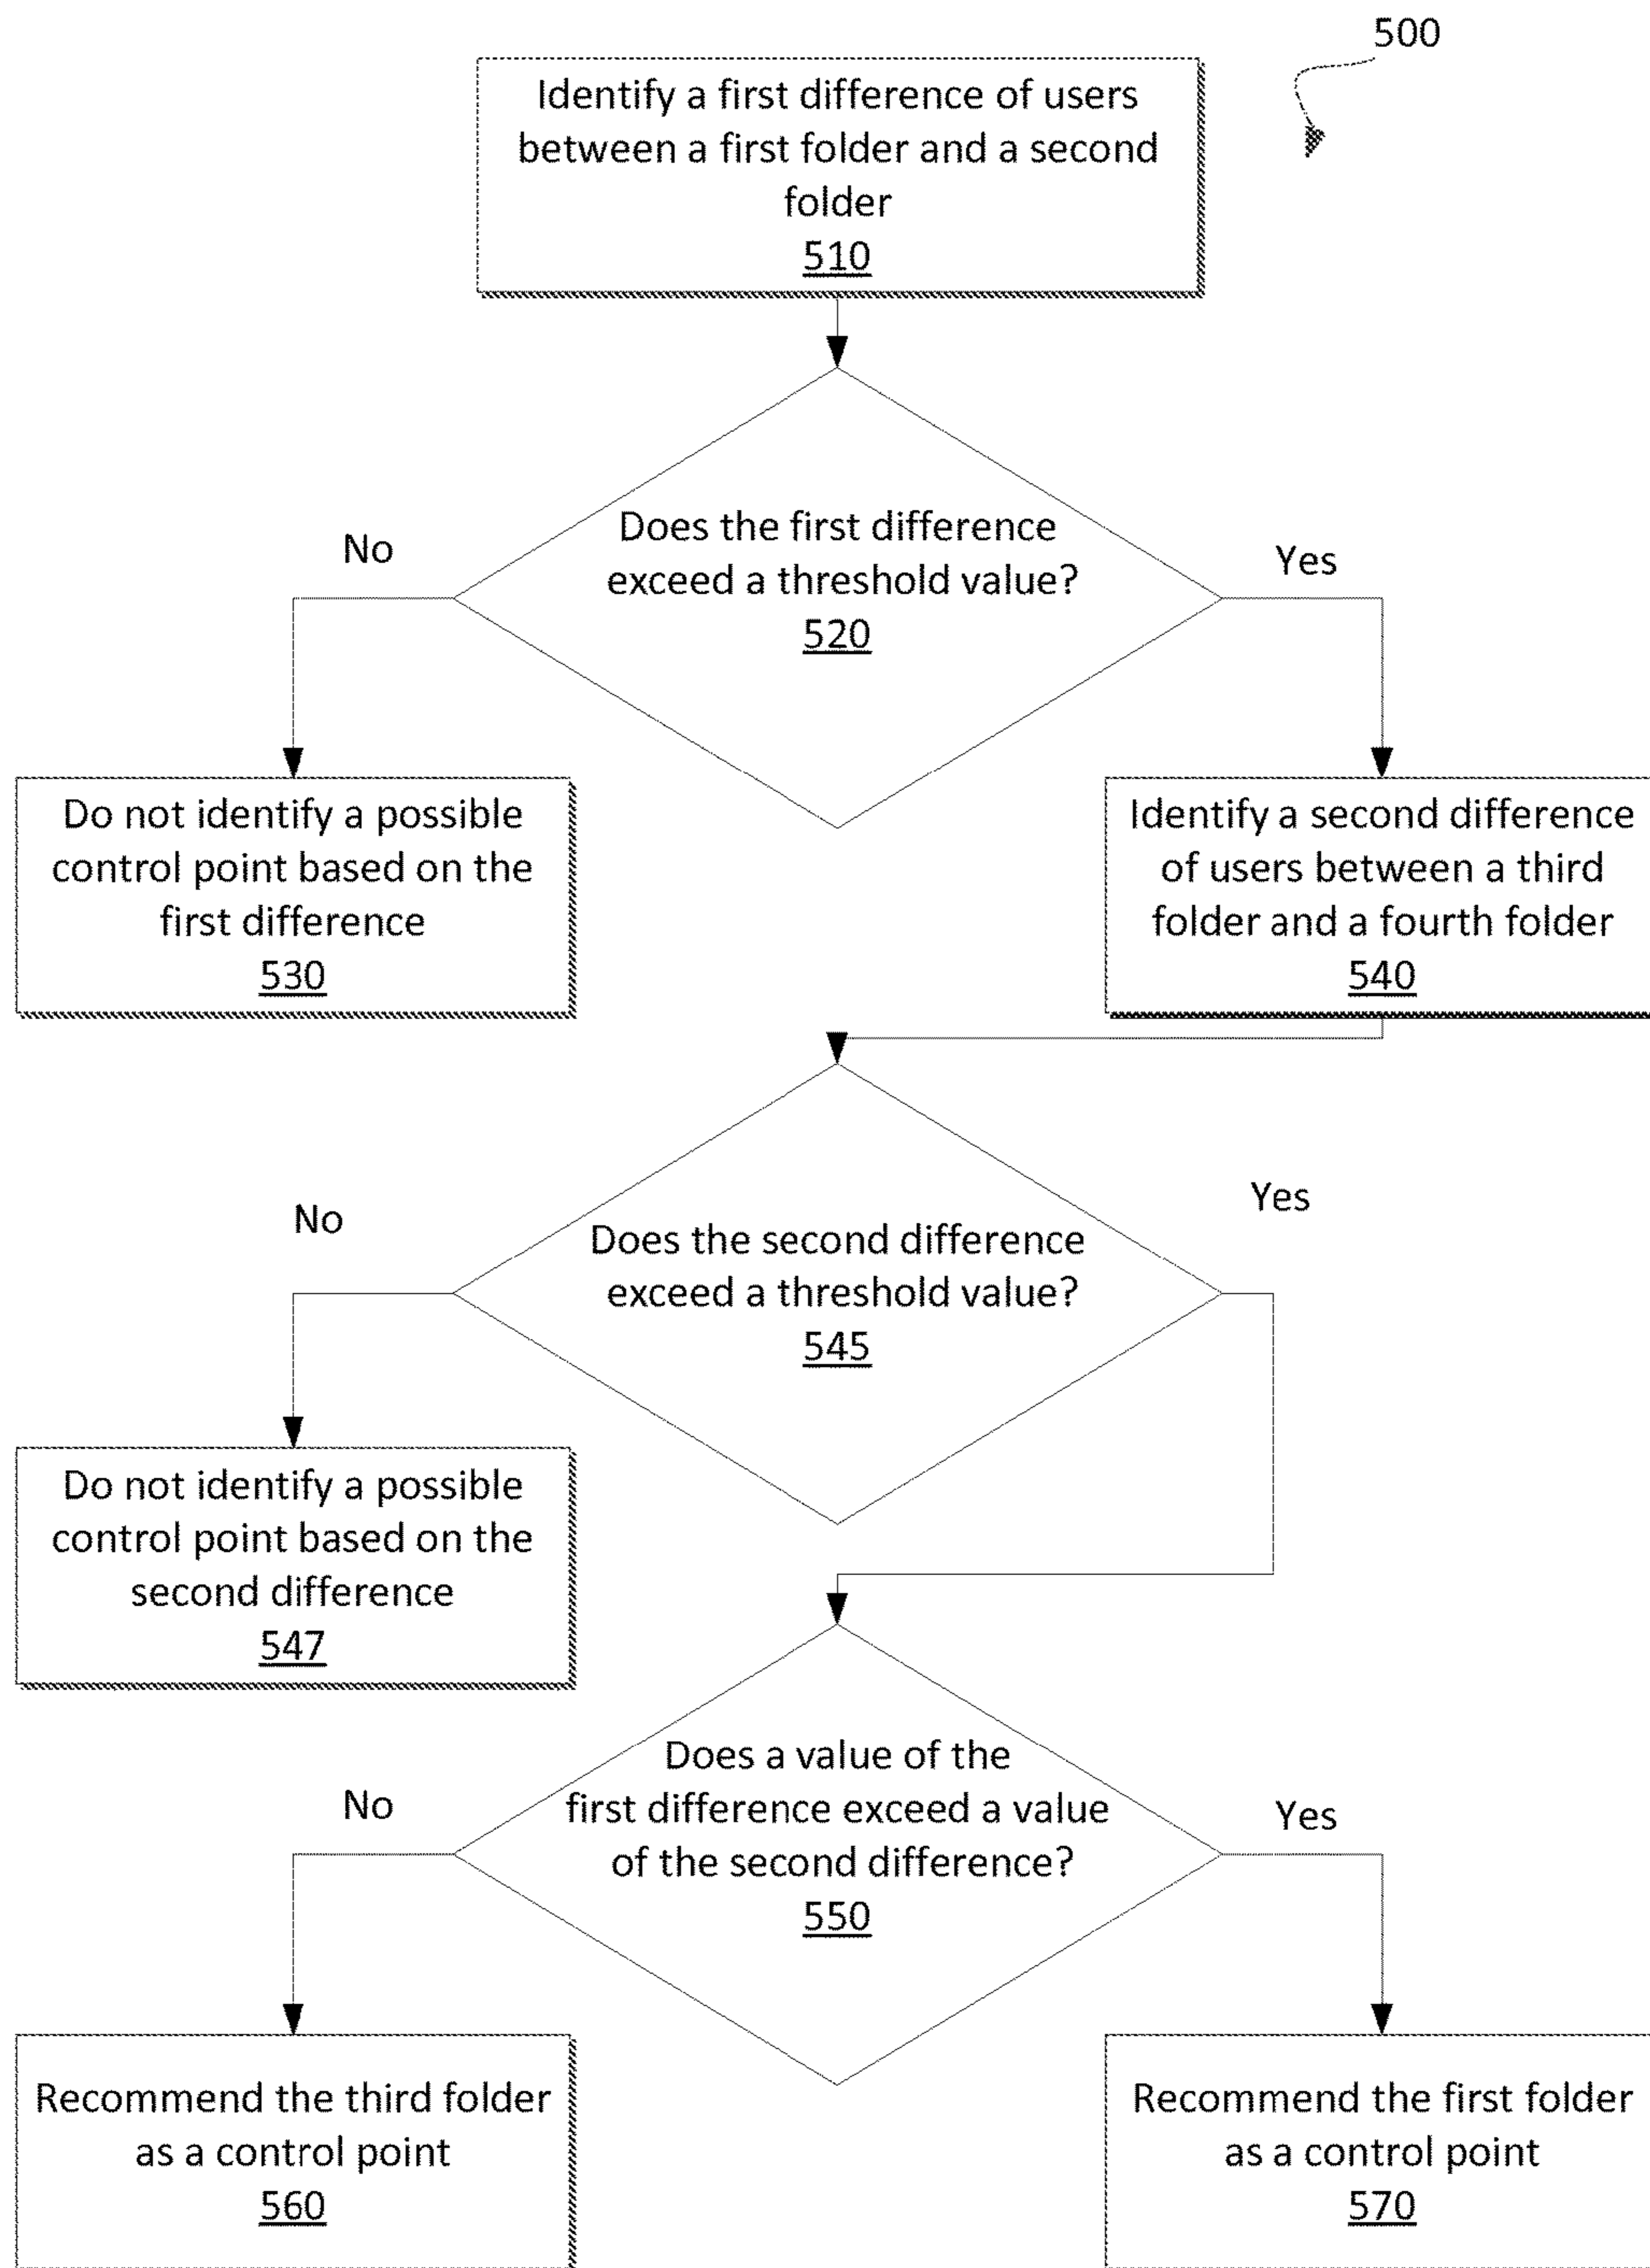 500
Identify a first difference of users
between a first folder and a second
folder
510
Does the first difference
exceed a threshold value?
520
No
Yes
Do not identify a possible
control point based on the
first difference
530
Identify a second difference
of users between a third
folder and a fourth folder
540
Does the second difference
exceed a threshold value?
545
No
Yes
Do not identify a possible
control point based on the
second difference
547
Does a value of the
first difference exceed a value
of the second difference?
550
No
Yes
Recommend the third folder
as a control point
560
Recommend the first folder
as a control point
570